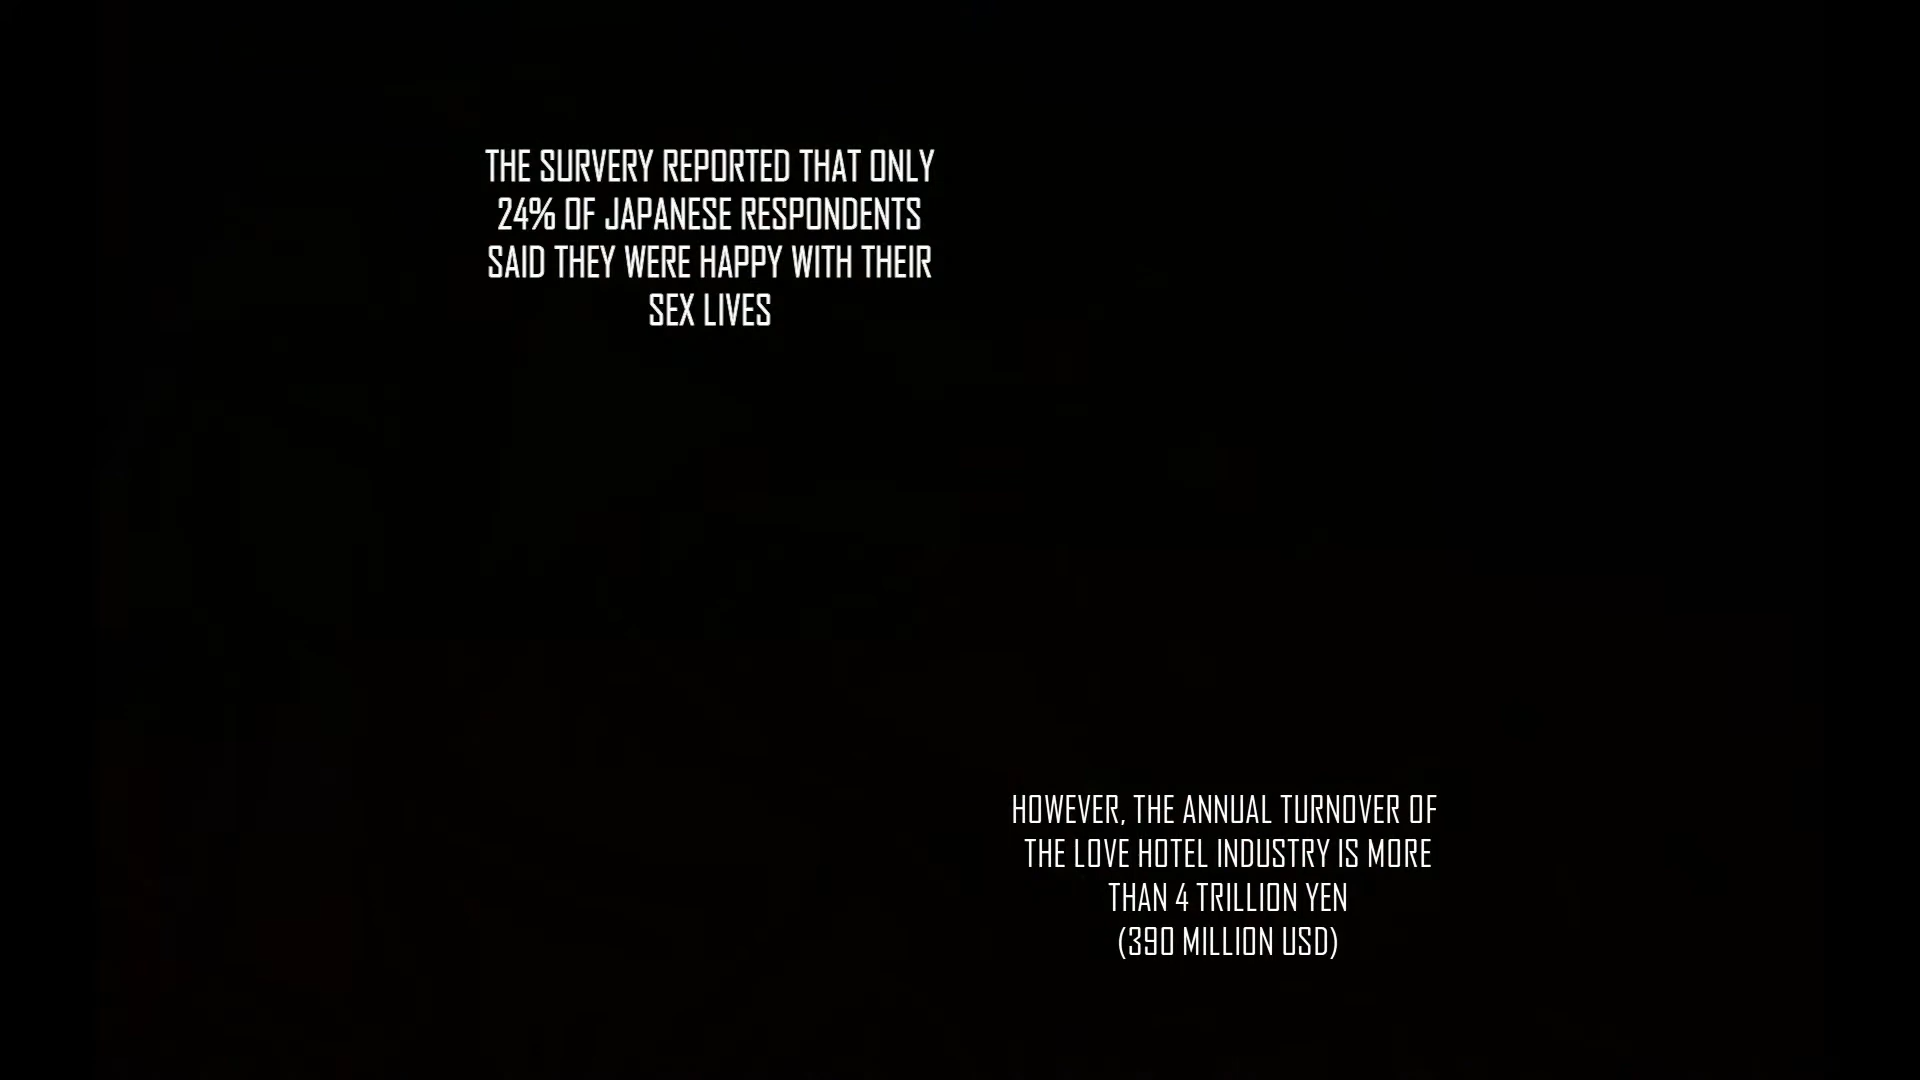 THE SURVERY REPORTED THAT ONLY
24% OF JAPANESE RESPONDENTS
SAID THEY WERE HAPPY WITH THEIR
SEX LIVES
HOWEVER, THE ANNUAL TURNOVER OF
THE LOVE HOTEL INDUSTRY IS MORE
THAN 4 TRILLION YEN
(390 MILLION USD)